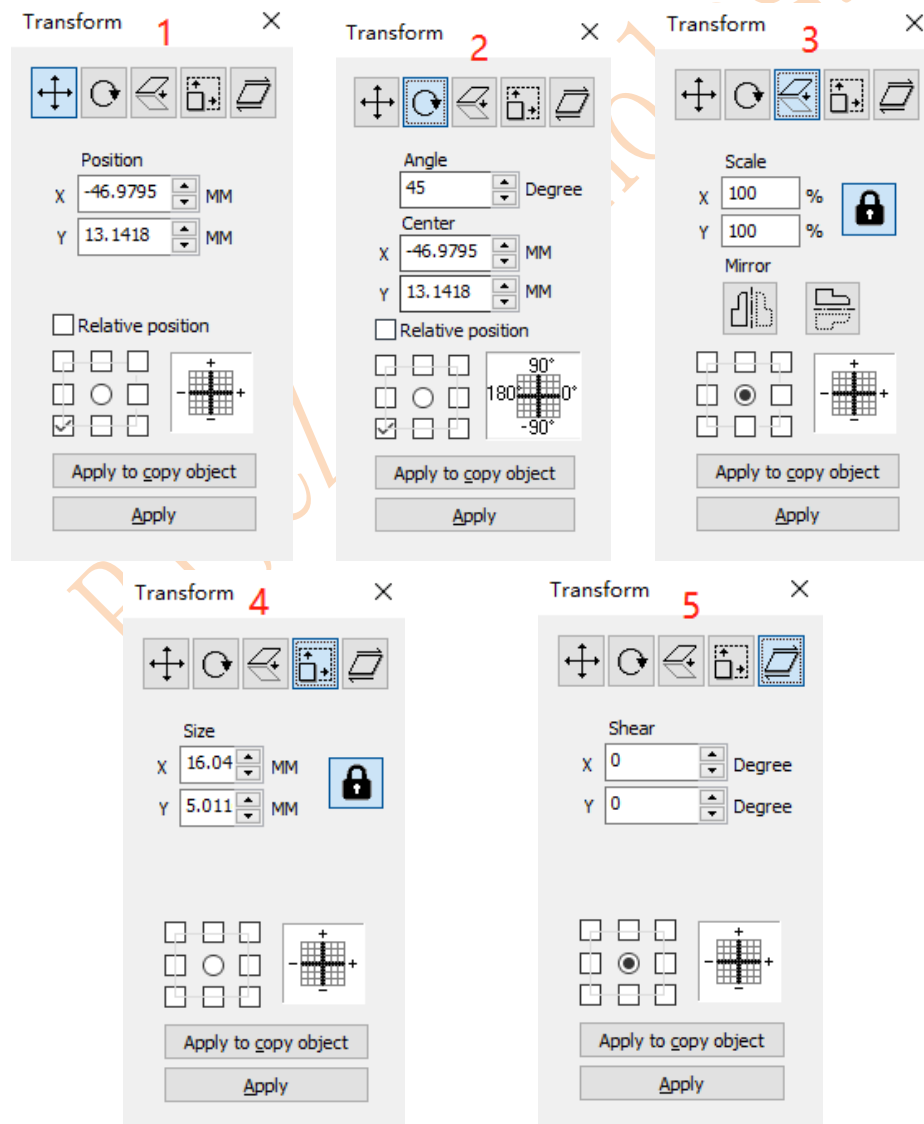 Transform
1
Position
X -46.9795 MM
Y 13.1418 MM
Relative position
+
- +
-
Apply to copy object
Apply
Transform
2
Angle
45 Degree
Center
X -46.9795 MM
Y 13.1418 MM
Relative position
90°
180° 0°
-90°
Apply to copy object
Apply
Transform
3
Scale
X 100 %
Y 100 %
Mirror
+
- +
-
Apply to copy object
Apply
Transform
4
Size
X 16.04 MM
Y 5.011 MM
+
- +
-
Apply to copy object
Apply
Transform
5
Shear
X 0 Degree
Y 0 Degree
+
- +
-
Apply to copy object
Apply